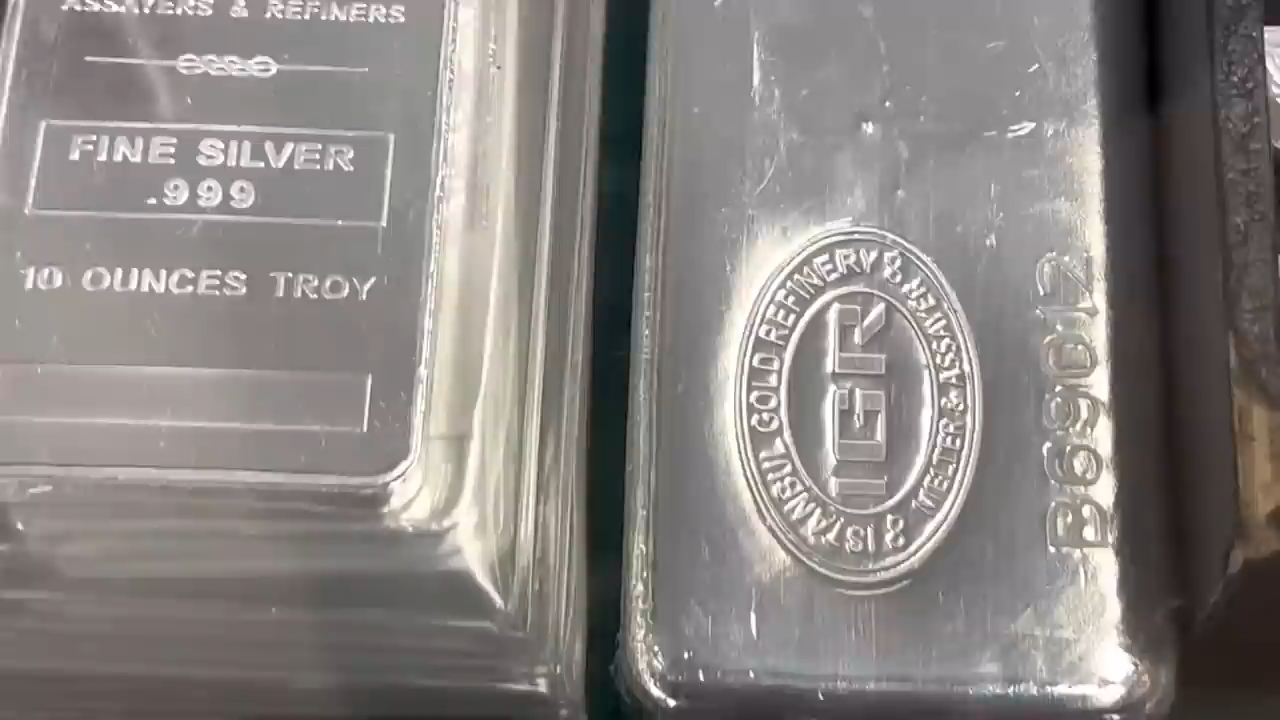 ASSAYERS & REFINERS
FINE SILVER
.999
10 OUNCES TROY
ISTANBUL GOLD REFINERY
MELTER & ASSAYER
IGR
B69012